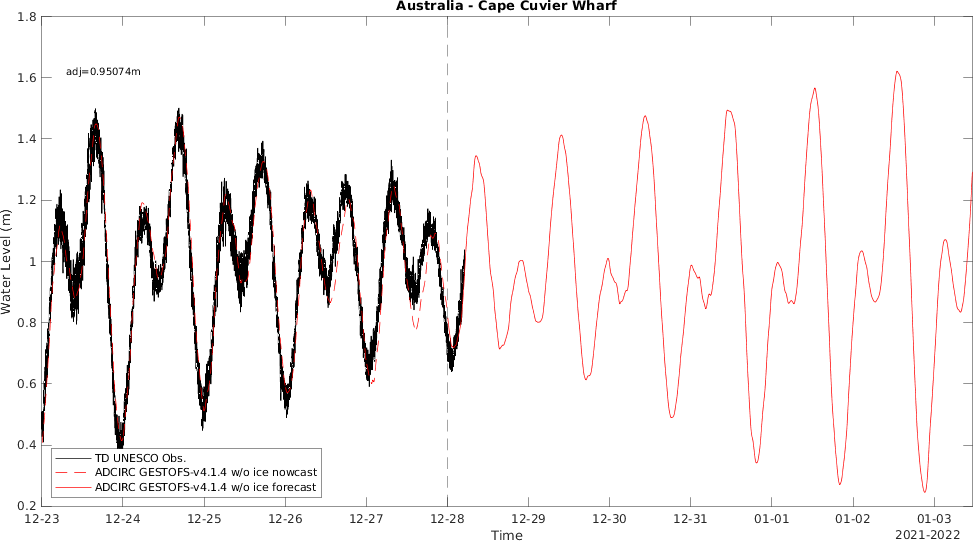 Australia - Cape Cuvier Wharf
1.8
1.6
1.4
1.2
1
0.8
0.6
0.4
0.2
Water Level (m)
adj=0.95074m
TD UNESCO Obs.
ADCIRC GESTOFS-v4.1.4 w/o ice nowcast
ADCIRC GESTOFS-v4.1.4 w/o ice forecast
12-23 12-24 12-25 12-26 12-27 12-28 12-29 12-30 12-31 01-01 01-02 01-03
Time
2021-2022